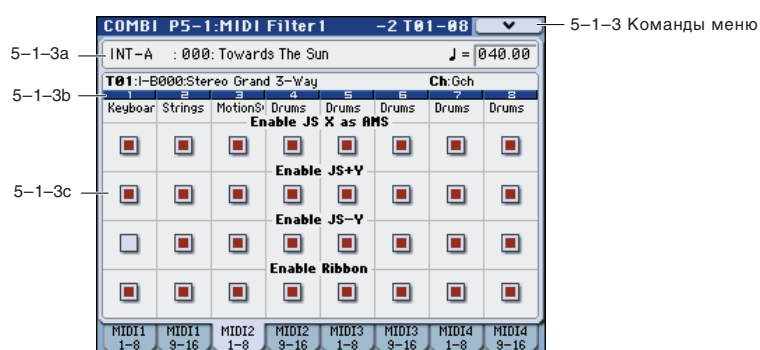 COMBI P5-1:MIDI Filter1 -2 T01-08
5-1-3 Команды меню
5-1-3a
INT-A : 000: Towards The Sun ♩ = 040.00
T01:I-B000:Stereo Grand 3-Way Ch:Gch
5-1-3b
1 2 3 4 5 6 7 8
Keyboar Strings MotionS Drums Drums Drums Drums Drums
Enable JS X as AMS
Enable JS+Y
5-1-3c
Enable JS-Y
Enable Ribbon
MIDI1 MIDI1 MIDI2 MIDI2 MIDI3 MIDI3 MIDI4 MIDI4
1-8 9-16 1-8 9-16 1-8 9-16 1-8 9-16